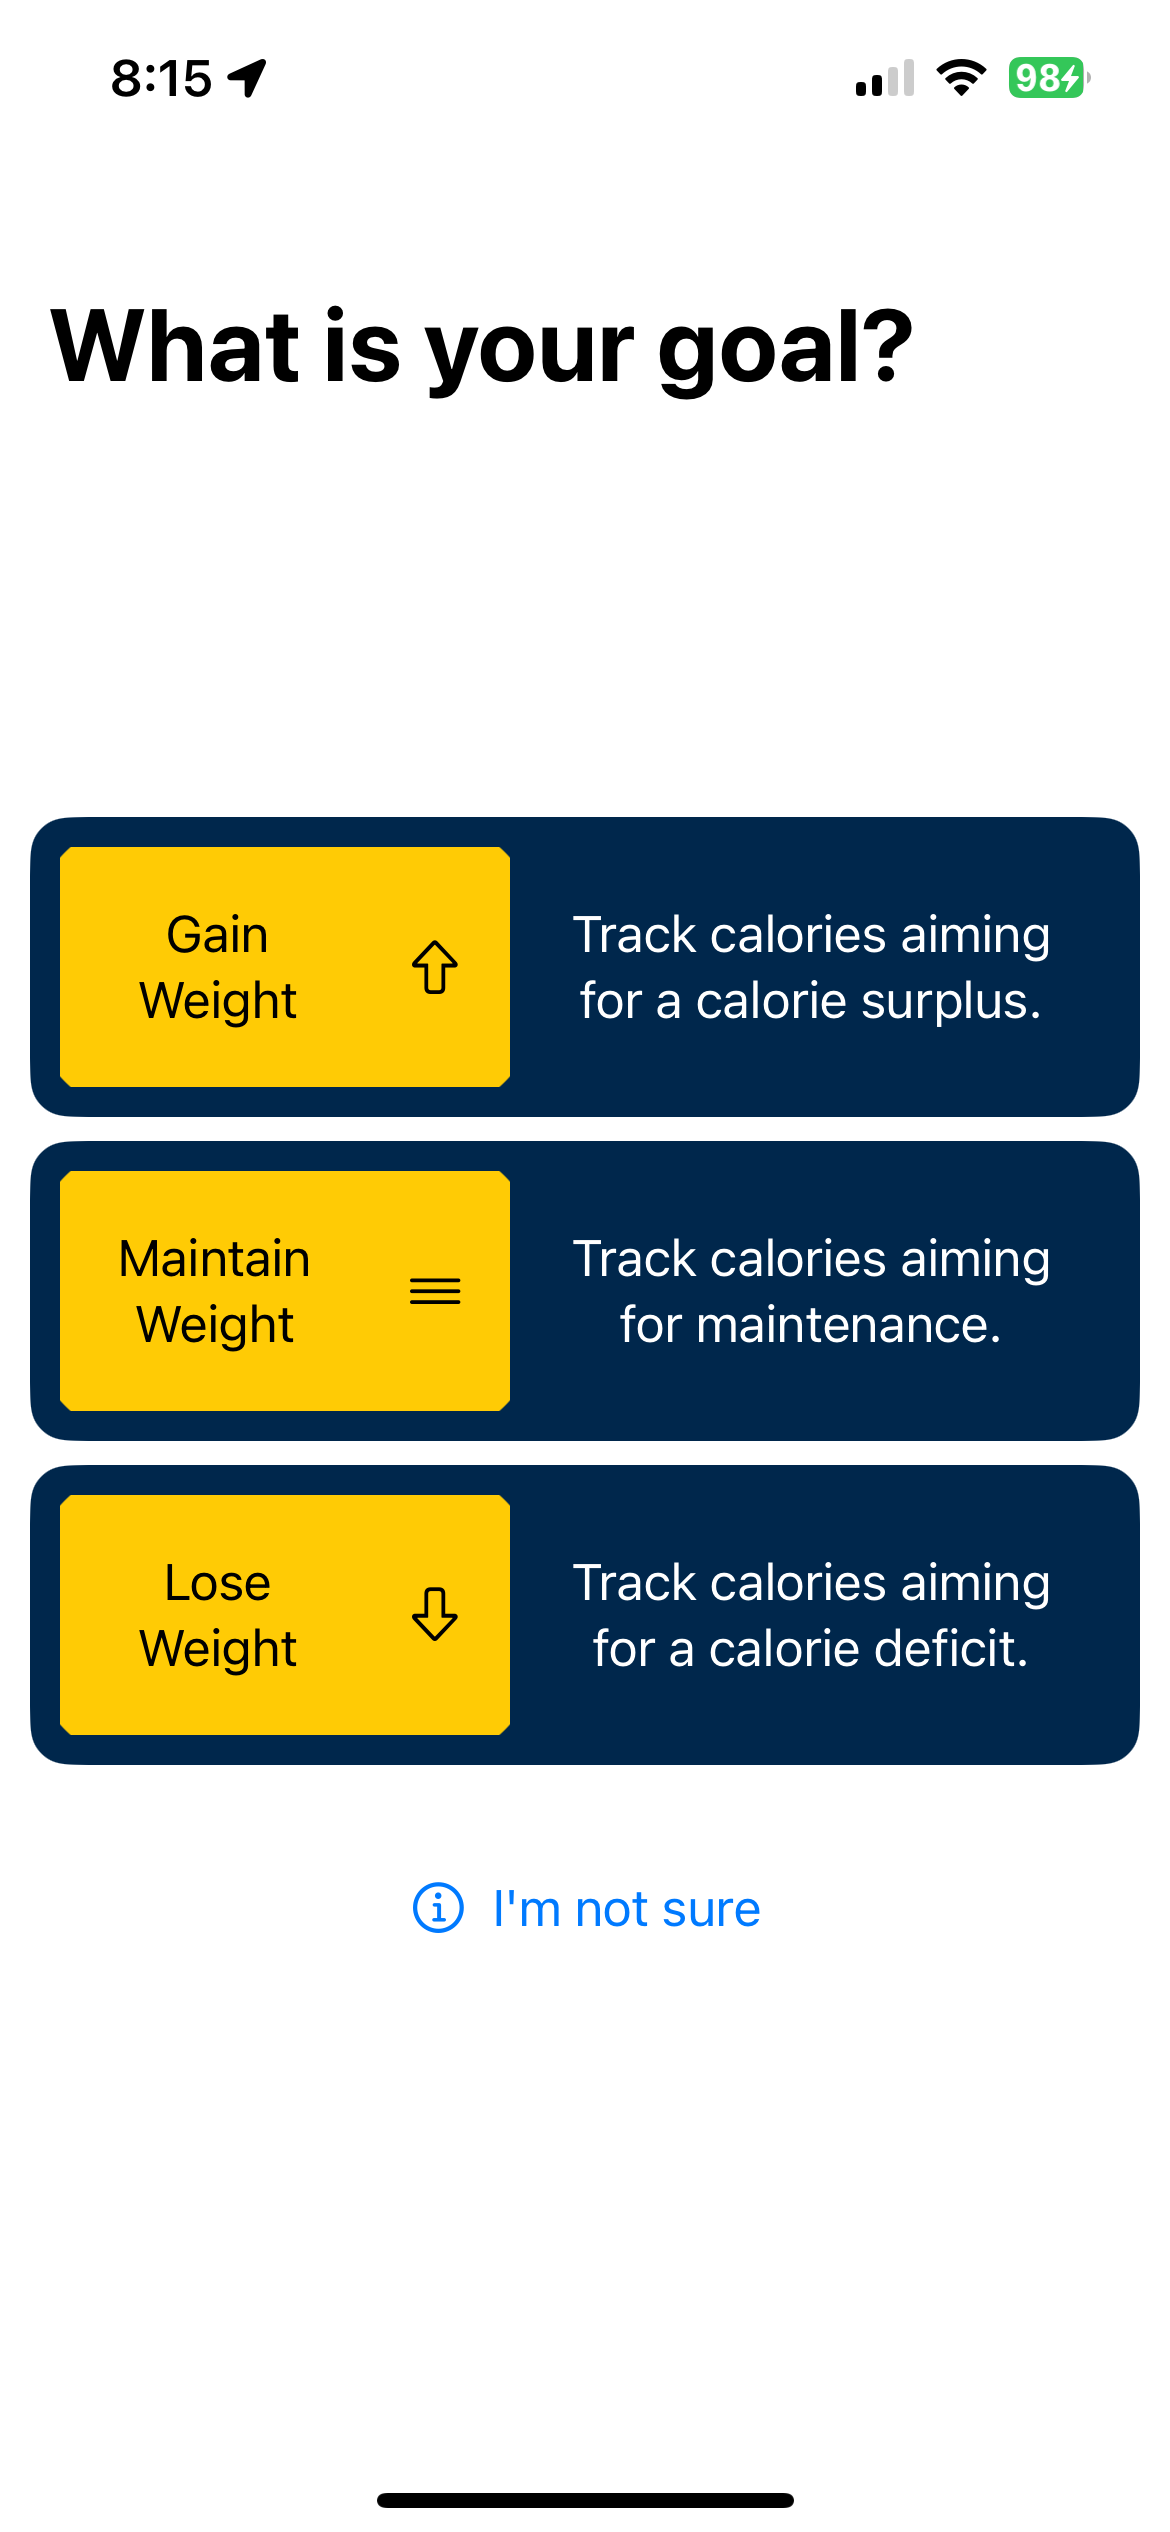 8:15
98
What is your goal?
Gain
Weight
Track calories aiming
for a calorie surplus.
Maintain
Weight
Track calories aiming
for maintenance.
Lose
Weight
Track calories aiming
for a calorie deficit.
I'm not sure